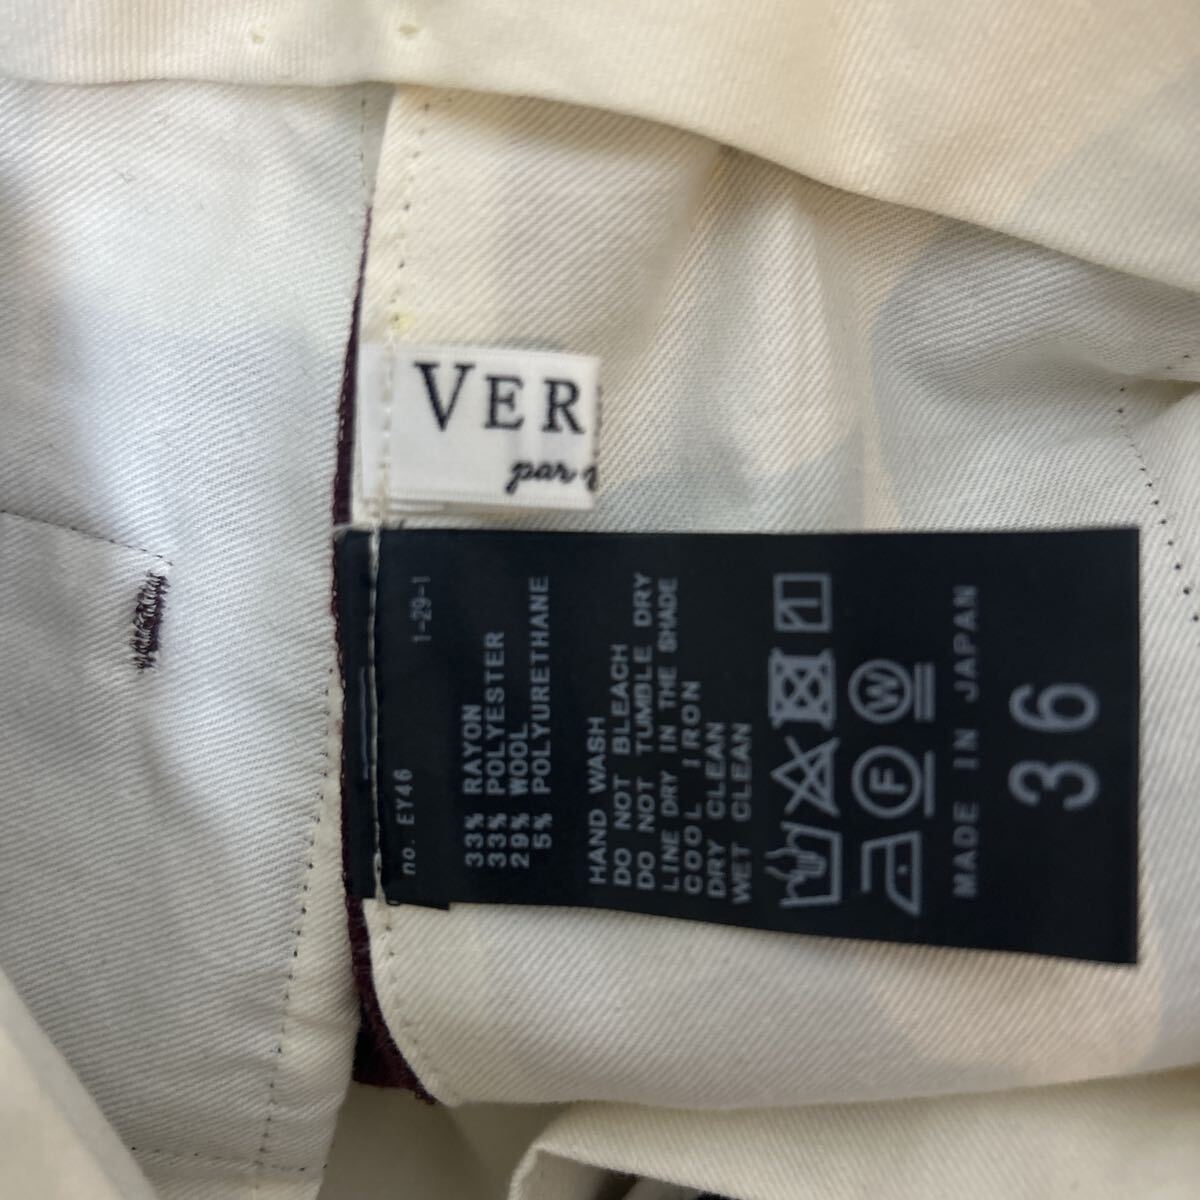 VER
par
no. EY46 1-29-1
33% RAYON
33% POLYESTER
29% WOOL
5% POLYURETHANE
HAND WASH
DO NOT BLEACH
DO NOT TUMBLE DRY
LINE DRY IN THE SHADE
COOL IRON
DRY CLEAN
WET CLEAN
F W
MADE IN JAPAN
36